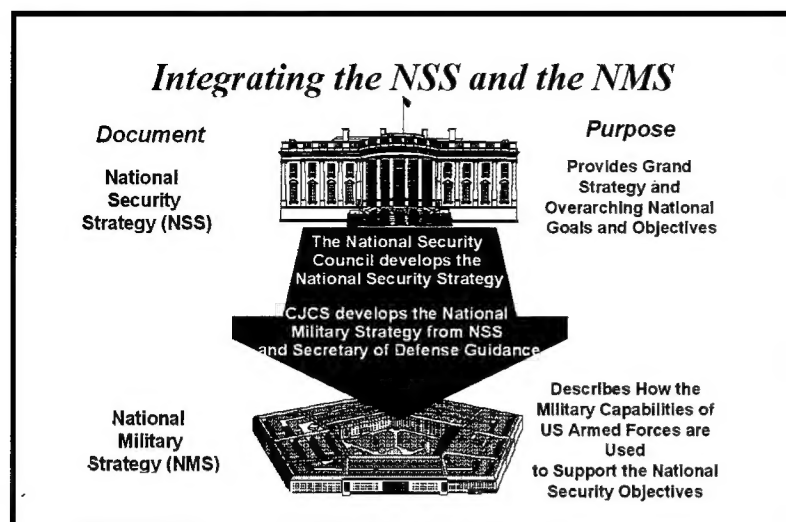 Integrating the NSS and the NMS
Document
National
Security
Strategy (NSS)
Purpose
Provides Grand
Strategy and
Overarching National
Goals and Objectives
The National Security
Council develops the
National Security Strategy
CJCS develops the National
Military Strategy from NSS
and Secretary of Defense Guidance
National
Military
Strategy (NMS)
Describes How the
Military Capabilities of
US Armed Forces are
Used
to Support the National
Security Objectives